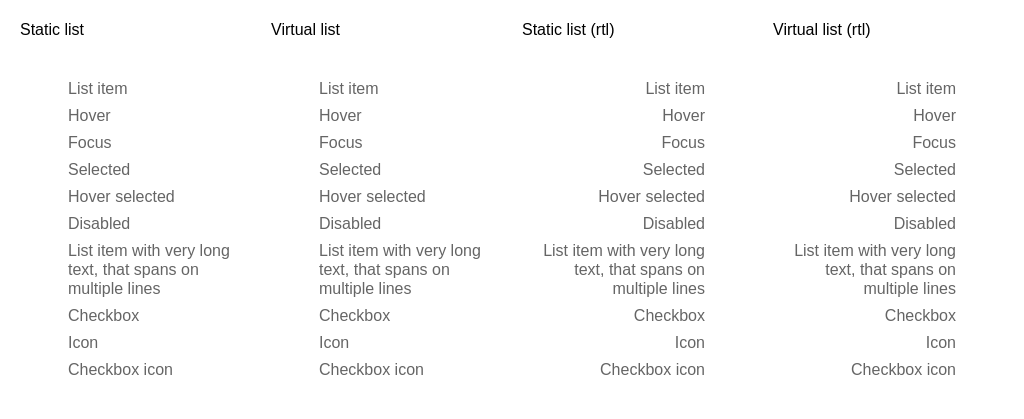 Static list
List item
Hover
Focus
Selected
Hover selected
Disabled
List item with very long
text, that spans on
multiple lines
Checkbox
Icon
Checkbox icon
Virtual list
List item
Hover
Focus
Selected
Hover selected
Disabled
List item with very long
text, that spans on
multiple lines
Checkbox
Icon
Checkbox icon
Static list (rtl)
List item
Hover
Focus
Selected
Hover selected
Disabled
List item with very long
text, that spans on
multiple lines
Checkbox
Icon
Checkbox icon
Virtual list (rtl)
List item
Hover
Focus
Selected
Hover selected
Disabled
List item with very long
text, that spans on
multiple lines
Checkbox
Icon
Checkbox icon